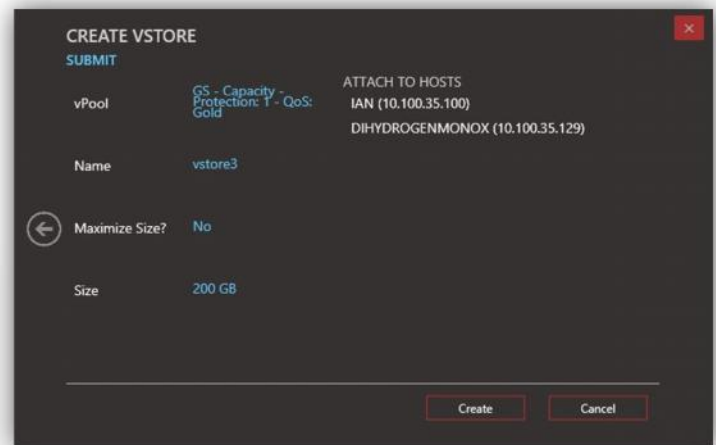 CREATE VSTORE
SUBMIT
vPool
GS - Capacity -
Protection: 1 - QoS:
Gold
Name
vstore3
Maximize Size?
No
Size
200 GB
ATTACH TO HOSTS
IAN (10.100.35.100)
DIHYDROGENMONOX (10.100.35.129)
Create
Cancel